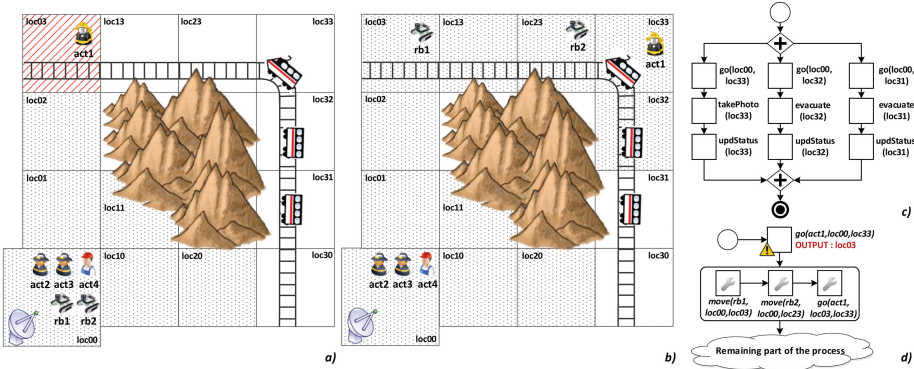 loc03 loc13 loc23 loc33
act1
loc02 loc32
loc01 loc31
loc11
loc10 loc20 loc30
act2 act3 act4
rb1 rb2
loc00
a)
loc03 loc13 loc23 loc33
rb1 rb2 act1
loc02 loc32
loc01 loc31
loc11
loc10 loc20 loc30
act2 act3 act4
loc00
b)
go(loc00,
loc33)
go(loc00,
loc32)
go(loc00,
loc31)
takePhoto
(loc33)
evacuate
(loc32)
evacuate
(loc31)
updStatus
(loc33)
updStatus
(loc32)
updStatus
(loc31)
c)
go(act1,loc00,loc33)
OUTPUT : loc03
move(rb1,
loc00,loc03)
move(rb2,
loc00,loc23)
go(act1,
loc03,loc33)
Remaining part of the process
d)